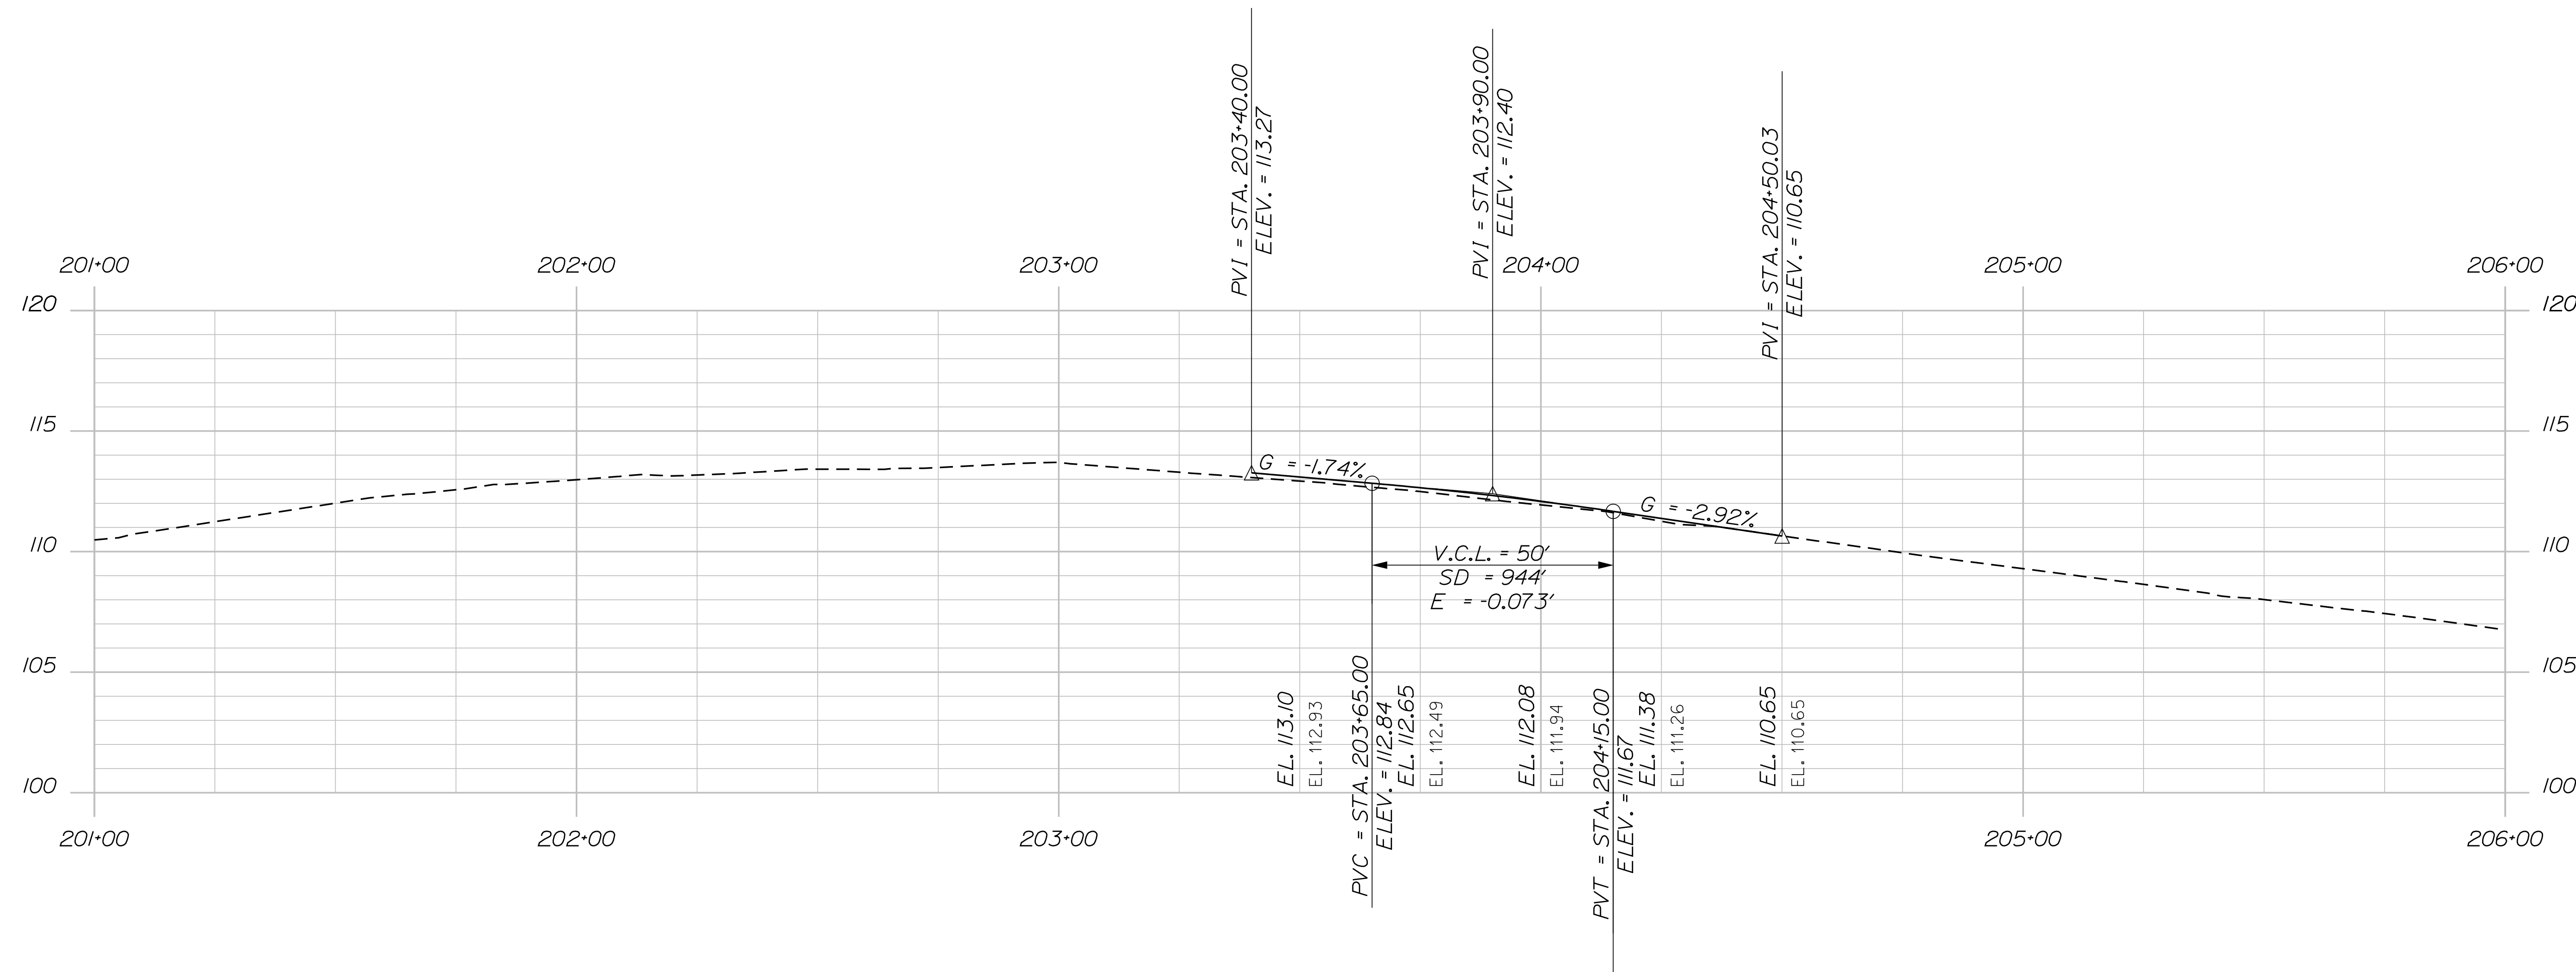 PVI = STA. 203+40.00
ELEV. = 113.27
PVI = STA. 203+90.00
ELEV. = 112.40
PVI = STA. 204+50.03
ELEV. = 110.65
201+00
202+00
203+00
204+00
205+00
206+00
120
120
115
115
G = -1.74%
G = -2.92%
110
110
V.C.L. = 50'
SD = 944'
E = -0.073'
105
105
EL. 113.10
EL. 112.93
PVC = STA. 203+65.00
ELEV. = 112.84
EL. 112.65
EL. 112.49
EL. 112.08
EL. 111.94
PVT = STA. 204+15.00
ELEV. = 111.67
EL. 111.38
EL. 111.26
EL. 110.65
EL. 110.65
100
100
201+00
202+00
203+00
205+00
206+00